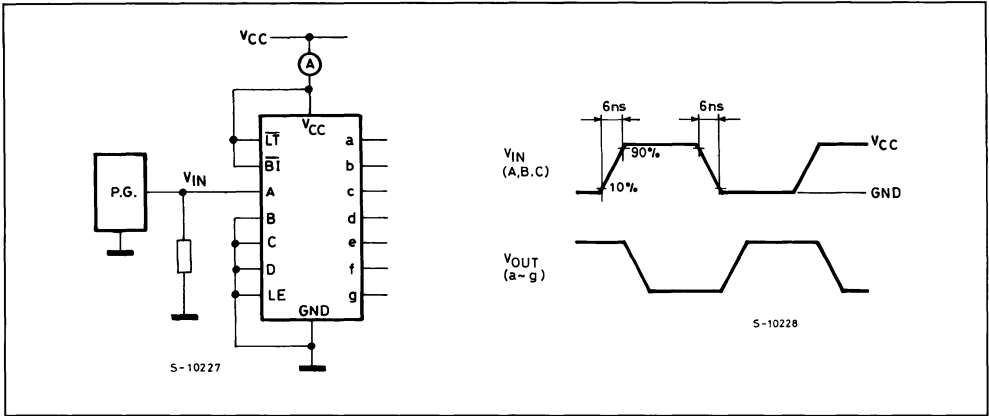 VCC
A
VCC
LT
BI
A
B
C
D
LE
GND
a
b
c
d
e
f
g
P.G.
VIN
S-10227
6ns
6ns
VIN
(A,B.C)
90%
10%
VCC
GND
VOUT
(a~g)
S-10228